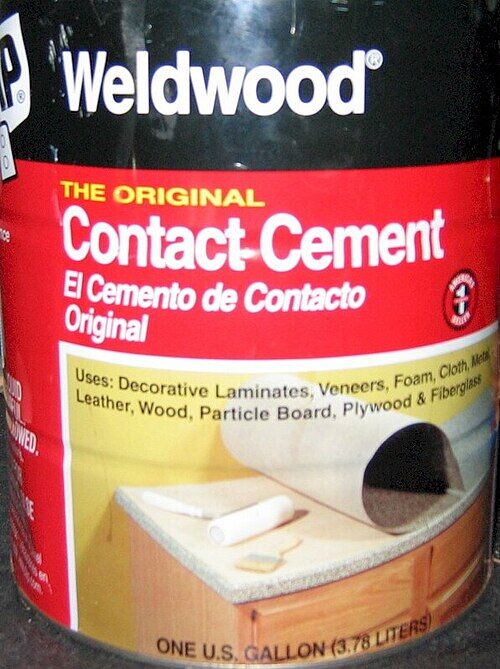 Weldwood®
THE ORIGINAL
Contact Cement
El Cemento de Contacto
Original
Uses: Decorative Laminates, Veneers, Foam, Cloth, Metal,
Leather, Wood, Particle Board, Plywood & Fiberglass
ONE U.S. GALLON (3.78 LITERS)